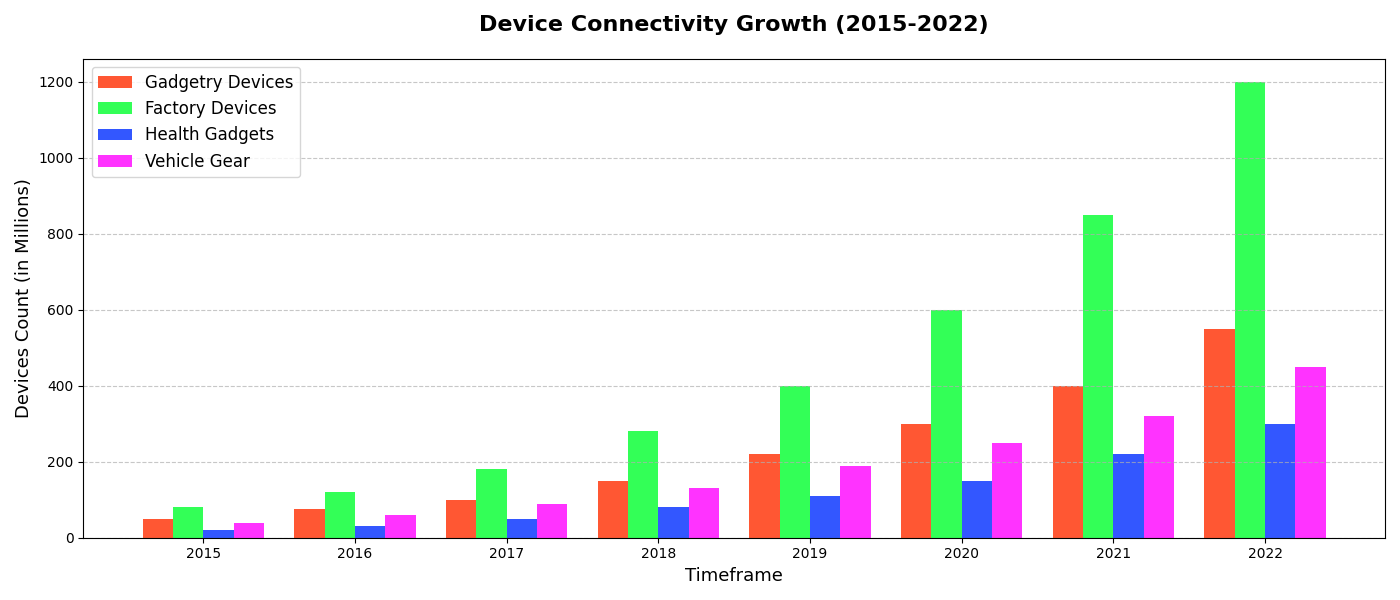 Device Connectivity Growth (2015-2022)
Gadgetry Devices
Factory Devices
Health Gadgets
Vehicle Gear
Devices Count (in Millions)
1200
1000
800
600
400
200
0
2015 2016 2017 2018 2019 2020 2021 2022
Timeframe